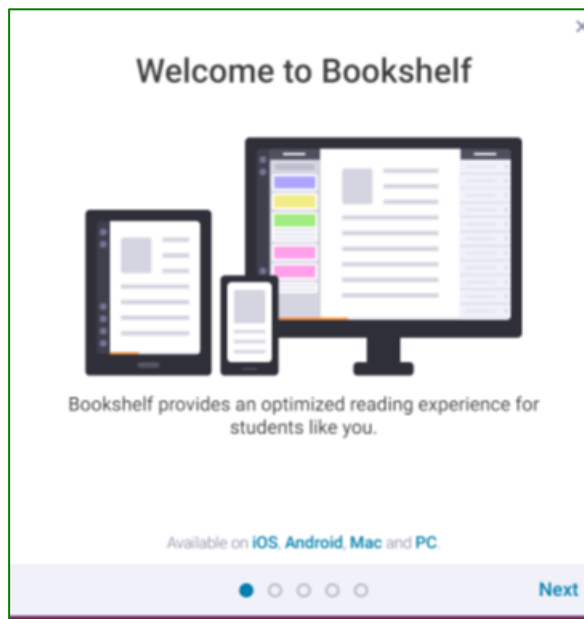 Welcome to Bookshelf
Bookshelf provides an optimized reading experience for
students like you.
Available on iOS, Android, Mac and PC.
Next